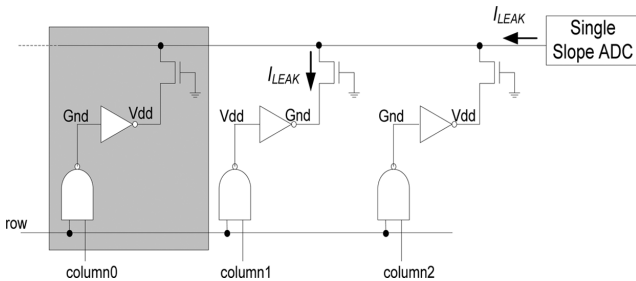 I_LEAK
Single
Slope ADC
I_LEAK
Gnd
Vdd
Vdd
Gnd
Gnd
Vdd
row
column0
column1
column2